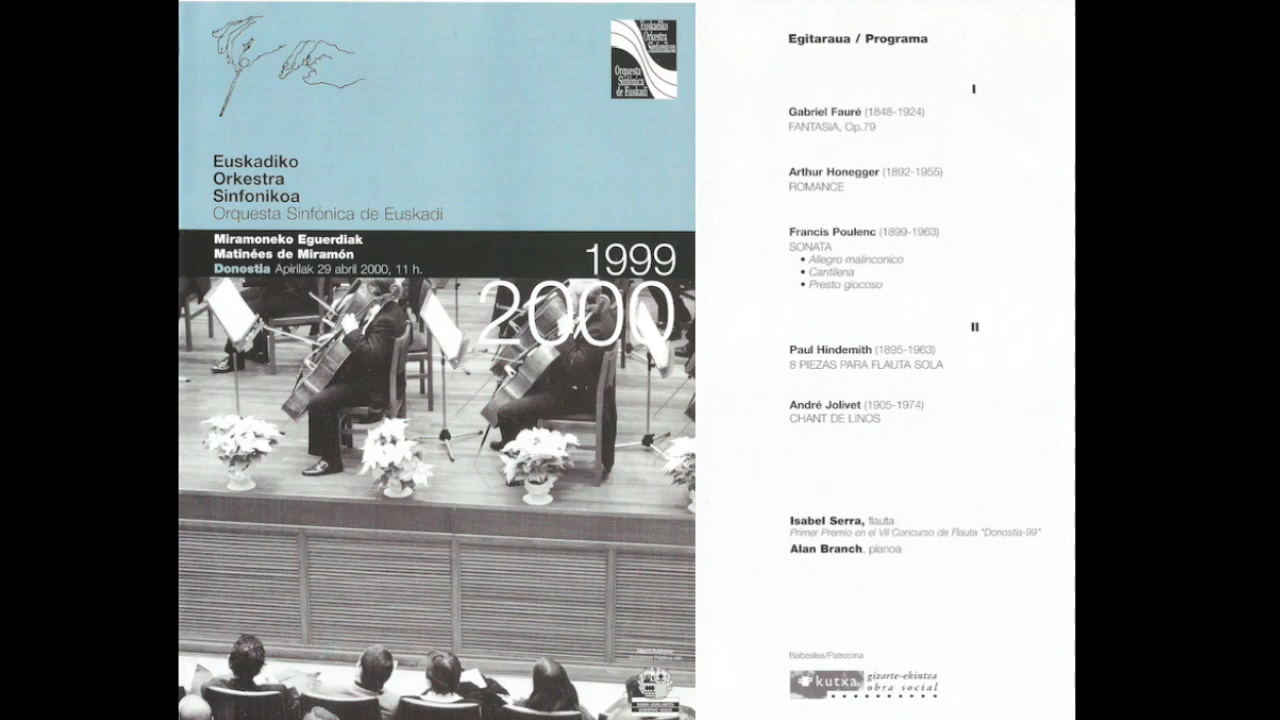 Euskadiko
Orkestra
Sinfonikoa
Orquesta
Sinfónica
de Euskadi
Euskadiko
Orkestra
Sinfonikoa
Orquesta Sinfónica de Euskadi
Miramoneko Eguerdiak
Matinées de Miramón
Donostia Apirilak 29 abril 2000, 11 h.
1999
2000
Egitaraua / Programa
I
Gabriel Fauré (1848-1924)
FANTASIA, Op.79
Arthur Honegger (1892-1955)
ROMANCE
Francis Poulenc (1899-1963)
SONATA
• Allegro malinconico
• Cantilena
• Presto giocoso
II
Paul Hindemith (1895-1963)
8 PIEZAS PARA FLAUTA SOLA
André Jolivet (1905-1974)
CHANT DE LINOS
Isabel Serra, flauta
Primer Premio en el VII Concurso de Flauta "Donostia-99"
Alan Branch, pianoa
Babeslea/Patrocina
kutxa
gizarte-ekintza
obra social